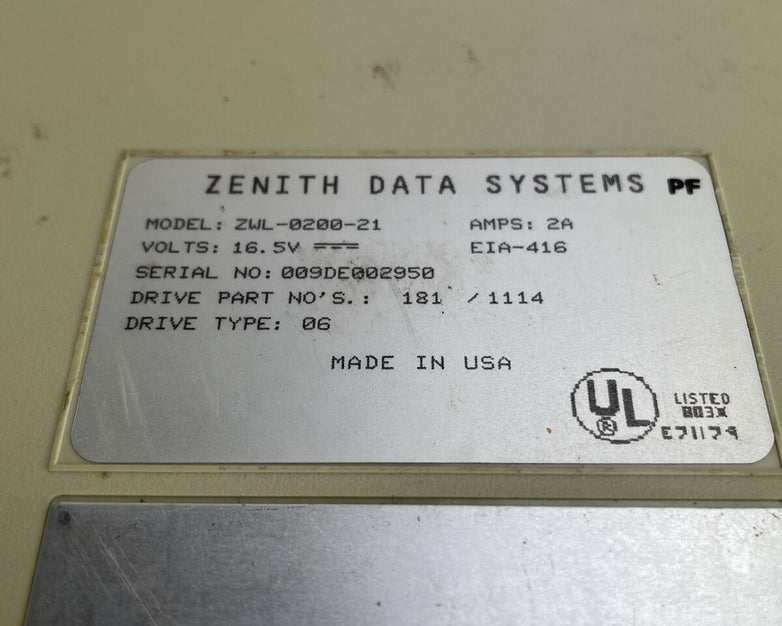 ZENITH DATA SYSTEMS PF
MODEL: ZWL-0200-21 AMPS: 2A
VOLTS: 16.5V EIA-416
SERIAL NO: 009DE002950
DRIVE PART NO'S.: 181 /1114
DRIVE TYPE: 06
MADE IN USA
UL
®
LISTED
803X
E71179